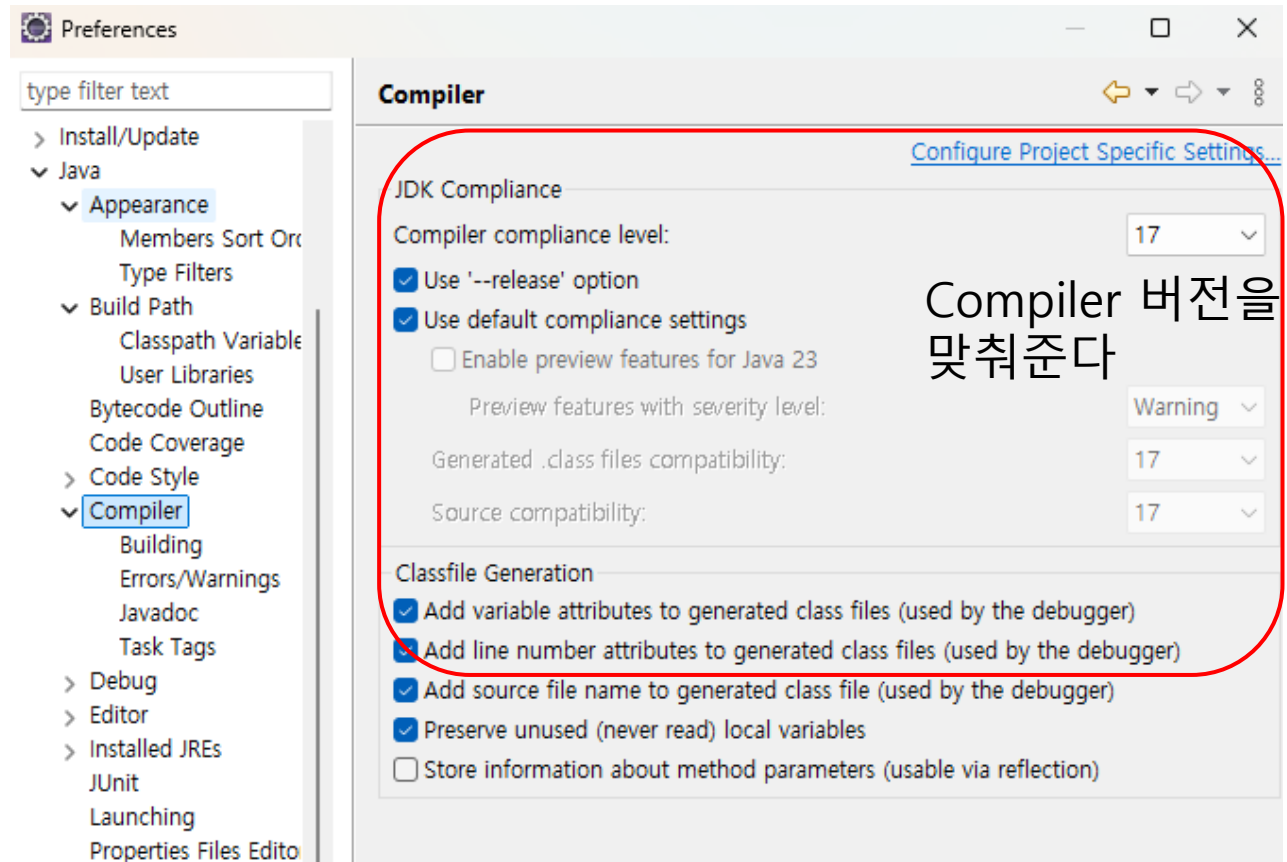 Preferences
type filter text
Install/Update
Java
Appearance
Members Sort Ord
Type Filters
Build Path
Classpath Variable
User Libraries
Bytecode Outline
Code Coverage
Code Style
Compiler
Building
Errors/Warnings
Javadoc
Task Tags
Debug
Editor
Installed JREs
JUnit
Launching
Properties Files Edito
Compiler
Configure Project Specific Settings...
JDK Compliance
Compiler compliance level: 17
Use '--release' option
Use default compliance settings
Enable preview features for Java 23
Preview features with severity level: Warning
Generated .class files compatibility: 17
Source compatibility: 17
Compiler 버전을
맞춰준다
Classfile Generation
Add variable attributes to generated class files (used by the debugger)
Add line number attributes to generated class files (used by the debugger)
Add source file name to generated class file (used by the debugger)
Preserve unused (never read) local variables
Store information about method parameters (usable via reflection)